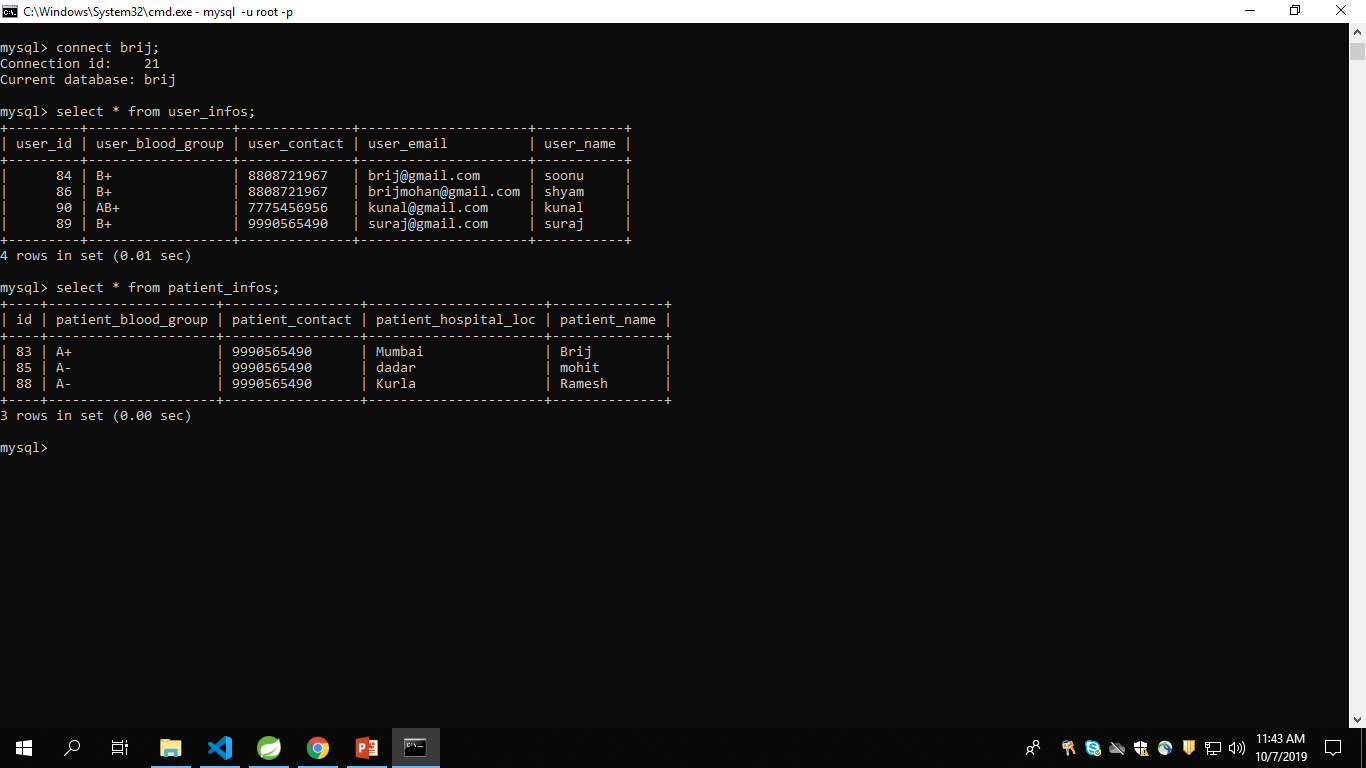 C:\Windows\System32\cmd.exe - mysql  -u root -p
mysql> connect brij;
Connection id:    21
Current database: brij
mysql> select * from user_infos;
+---------+------------------+--------------+---------------------+-----------+
| user_id | user_blood_group | user_contact | user_email          | user_name |
+---------+------------------+--------------+---------------------+-----------+
|      84 | B+               | 8808721967   | brij@gmail.com      | soonu     |
|      86 | B+               | 8808721967   | brijmohan@gmail.com | shyam     |
|      90 | AB+              | 7775456956   | kunal@gmail.com     | kunal     |
|      89 | B+               | 9990565490   | suraj@gmail.com     | suraj     |
+---------+------------------+--------------+---------------------+-----------+
4 rows in set (0.01 sec)
mysql> select * from patient_infos;
+----+---------------------+-----------------+----------------------+--------------+
| id | patient_blood_group | patient_contact | patient_hospital_loc | patient_name |
+----+---------------------+-----------------+----------------------+--------------+
| 83 | A+                  | 9990565490      | Mumbai               | Brij         |
| 85 | A-                  | 9990565490      | dadar                | mohit        |
| 88 | A-                  | 9990565490      | Kurla                | Ramesh       |
+----+---------------------+-----------------+----------------------+--------------+
3 rows in set (0.00 sec)
mysql>
11:43 AM
10/7/2019